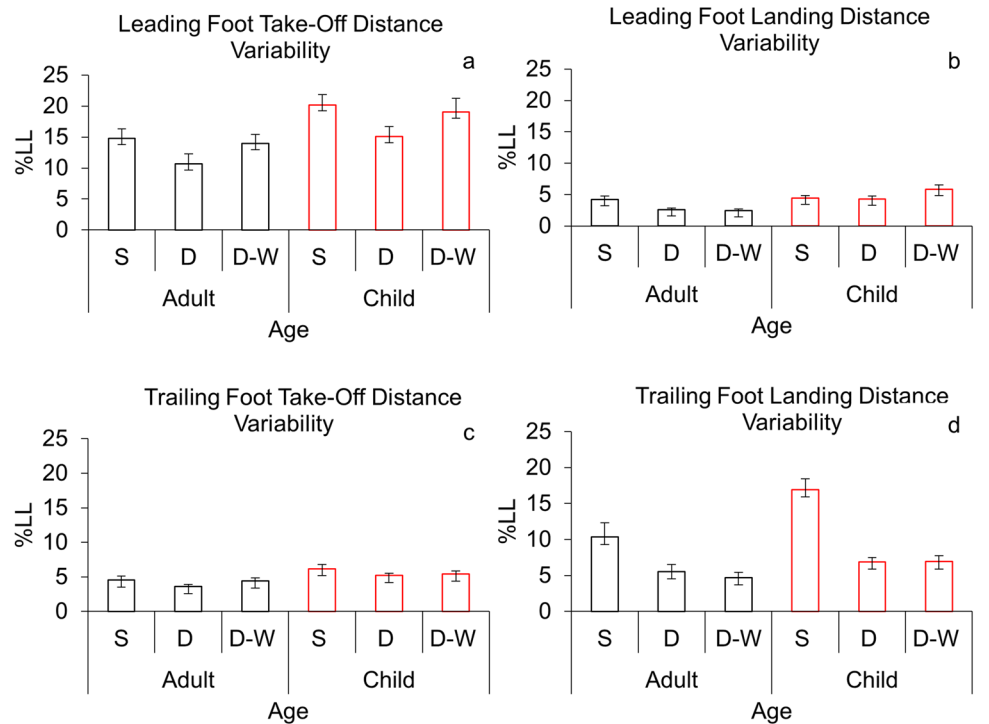 Leading Foot Take-Off Distance
Variability
a
%LL
25
20
15
10
5
0
S D D-W S D D-W
Adult Child
Age
Leading Foot Landing Distance
Variability
b
%LL
25
20
15
10
5
0
S D D-W S D D-W
Adult Child
Age
Trailing Foot Take-Off Distance
Variability
c
%LL
25
20
15
10
5
0
S D D-W S D D-W
Adult Child
Age
Trailing Foot Landing Distance
Variability
d
%LL
25
20
15
10
5
0
S D D-W S D D-W
Adult Child
Age